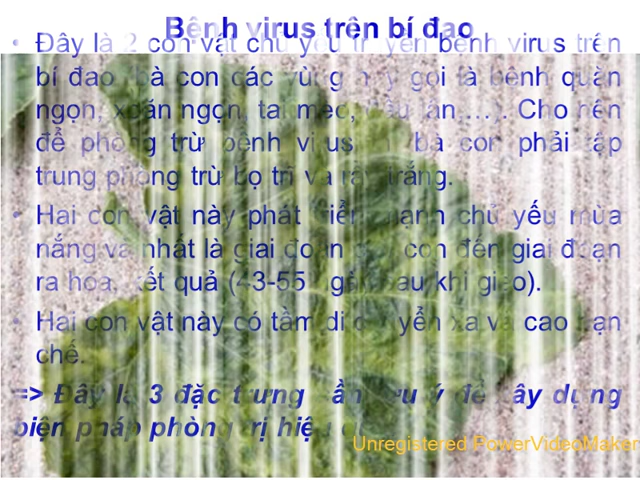 Bệnh virus trên bí đao
• Đây là 2 con vật chủ yếu truyền bệnh virus trên
bí đao bà con các vùng này gọi là bệnh quăn
ngọn, xoăn ngọn, tai mèo, …). Cho nên
để phòng trừ bệnh virus bà con phải tập
trung phòng trừ bọ trĩ và rầy trắng.
• Hai con vật này phát triển mạnh chủ yếu mùa
nắng và nhất là giai đoạn con đến giai đoạn
ra hoa, kết quả (43-55 ngày sau khi gieo).
• Hai con vật này có tầm di chuyển xa và cao hạn
chế.
=> Đây là 3 đặc trưng cần lưu ý để xây dựng
biện pháp phòng trị hiệu quả
Unregistered PowerVideoMaker